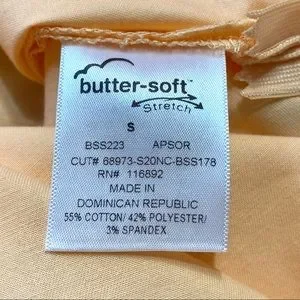 butter-soft™
Stretch
S
BSS223 APSOR
CUT# 68973-S20NC-BSS178
RN# 116892
MADE IN
DOMINICAN REPUBLIC
55% COTTON/ 42% POLYESTER/
3% SPANDEX